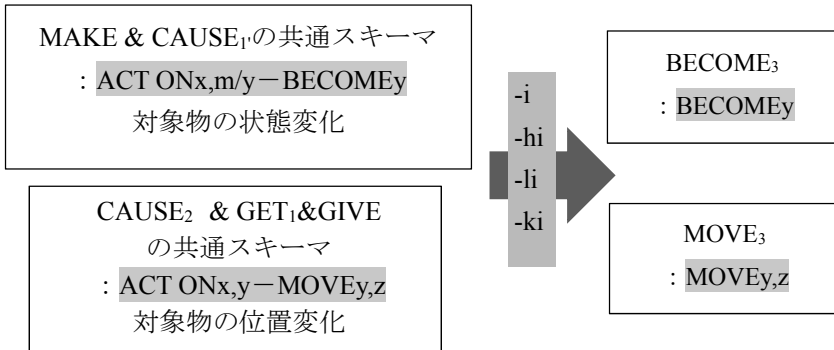 MAKE & CAUSE₁'の共通スキーマ
：ACT ONx,m/y－BECOMEy
対象物の状態変化
CAUSE₂ & GET₁&GIVE
の共通スキーマ
：ACT ONx,y－MOVEy,z
対象物の位置変化
-i
-hi
-li
-ki
BECOME₃
：BECOMEy
MOVE₃
：MOVEy,z